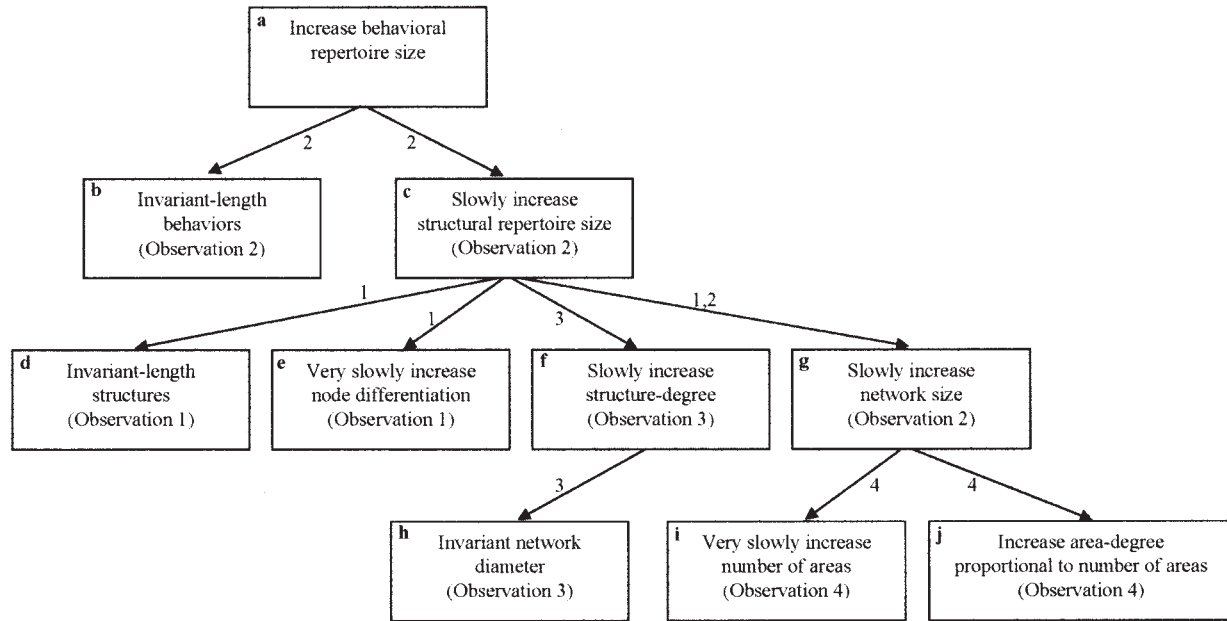 a
Increase behavioral
repertoire size
2
2
b
Invariant-length
behaviors
(Observation 2)
c
Slowly increase
structural repertoire size
(Observation 2)
1
1
3
1,2
d
Invariant-length
structures
(Observation 1)
e
Very slowly increase
node differentiation
(Observation 1)
f
Slowly increase
structure-degree
(Observation 3)
g
Slowly increase
network size
(Observation 2)
3
4
4
h
Invariant network
diameter
(Observation 3)
i
Very slowly increase
number of areas
(Observation 4)
j
Increase area-degree
proportional to number of areas
(Observation 4)